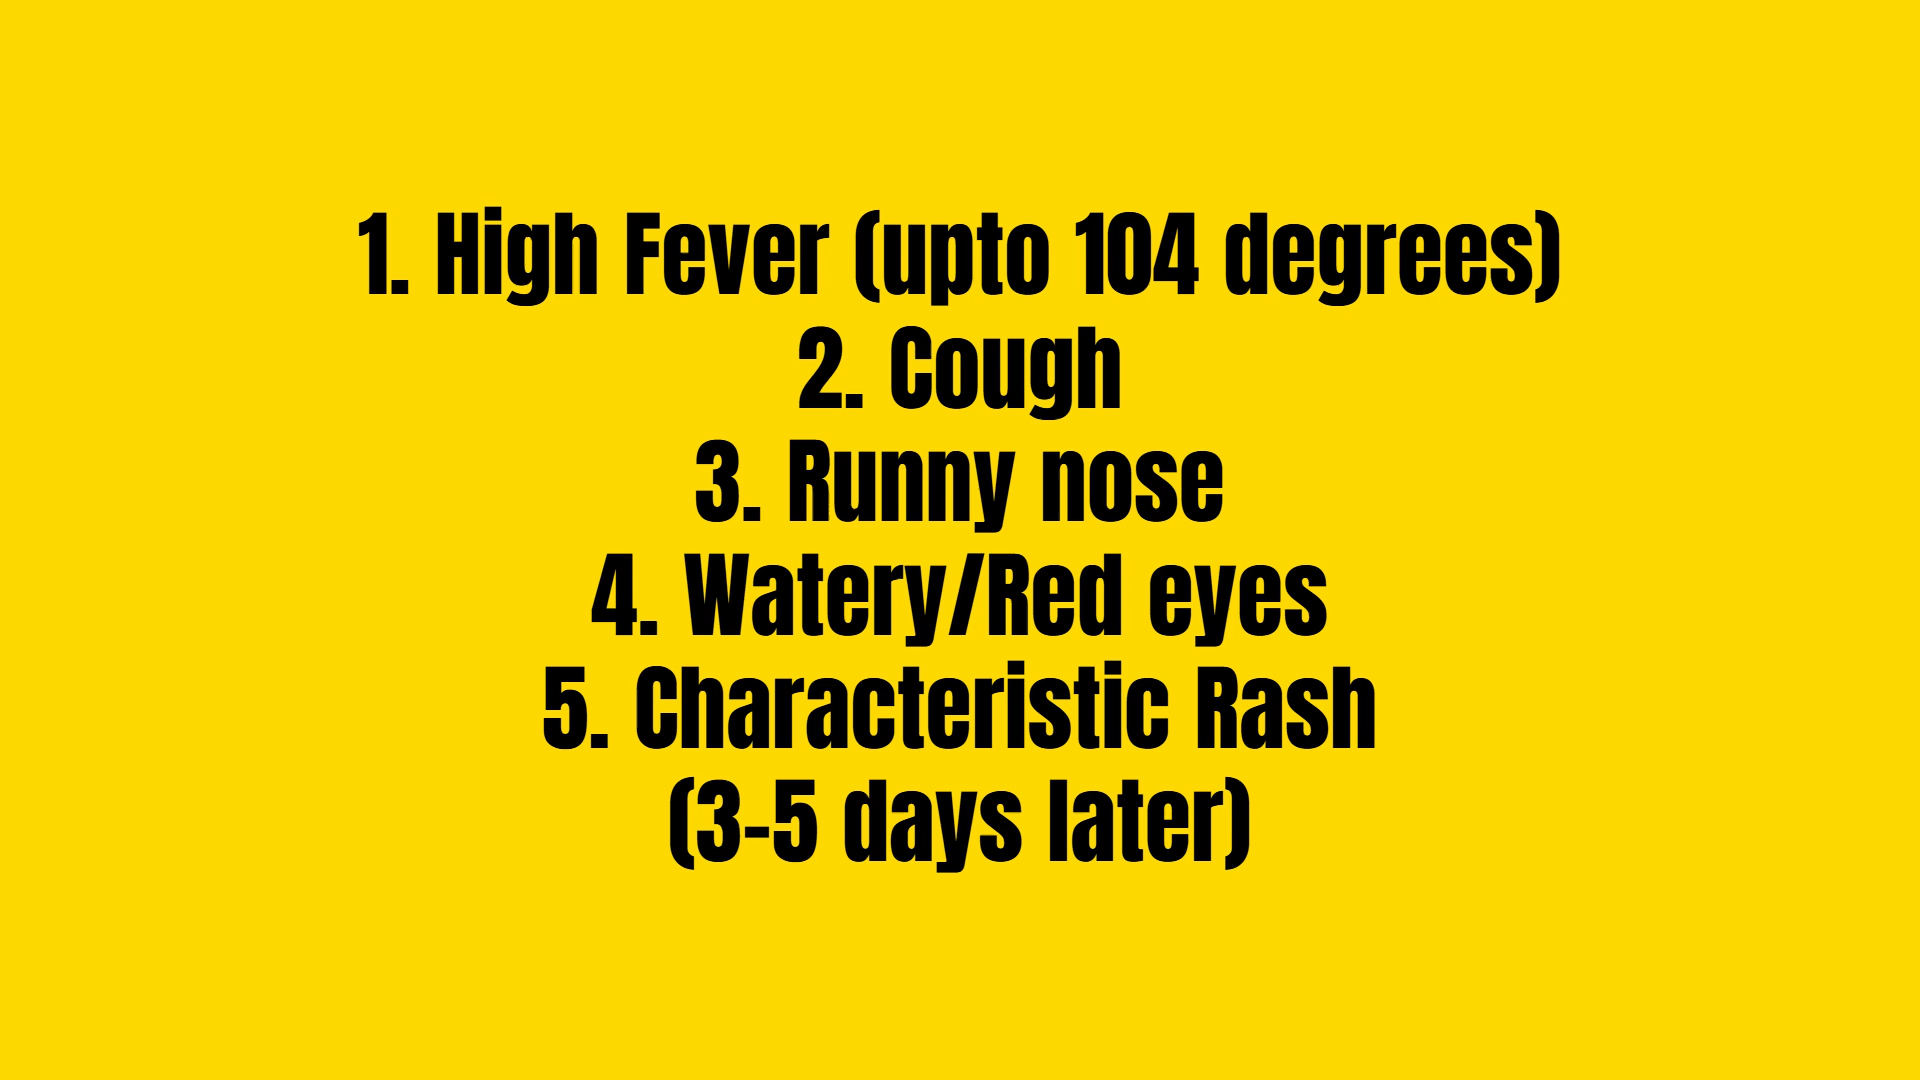 1. High Fever (upto 104 degrees)
2. Cough
3. Runny nose
4. Watery/Red eyes
5. Characteristic Rash
(3-5 days later)